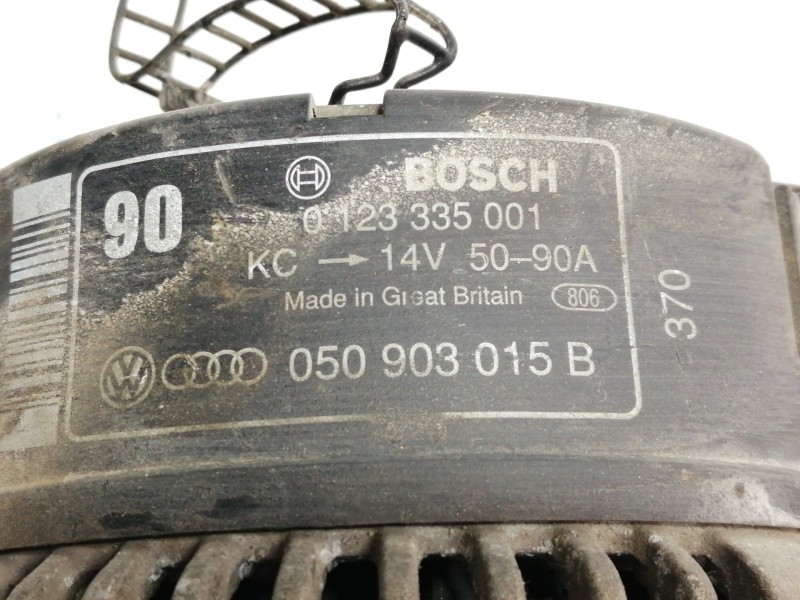 90
BOSCH
0 123 335 001
KC → 14V 50-90A
Made in Great Britain 806
370
VW 050 903 015 B